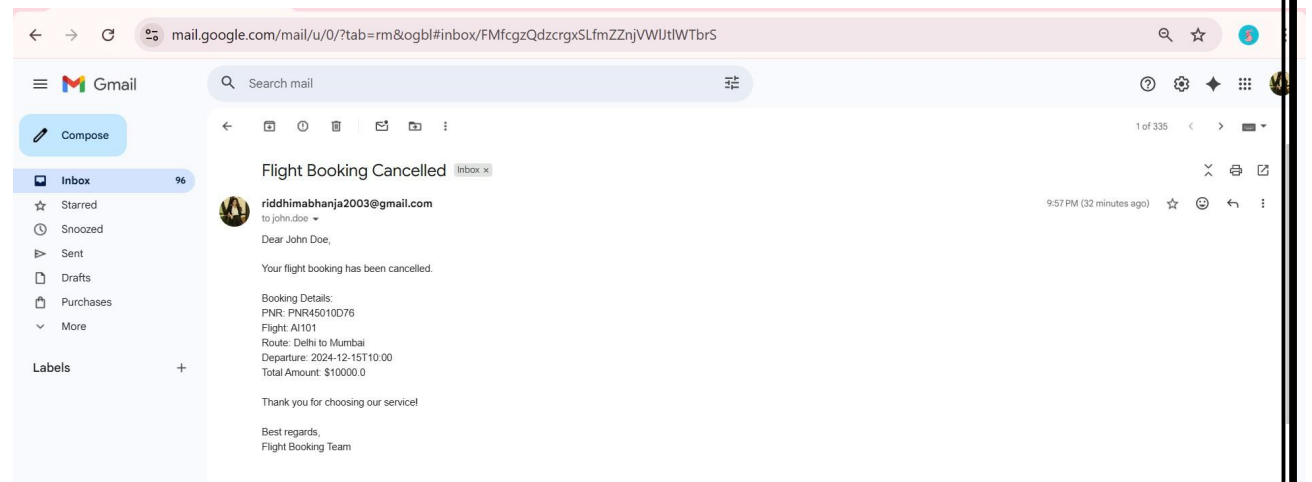 mail.google.com/mail/u/0/?tab=rm&ogbl#inbox/FMfcgzQdzcrgxSLfmZZnjVWlJtlWTbrS
Gmail
Search mail
Compose
1 of 335
Flight Booking Cancelled Inbox x
Inbox 96
riddhimabhanja2003@gmail.com 9:57 PM (32 minutes ago)
Starred
to john.doe
Snoozed
Dear John Doe,
Sent
Your flight booking has been cancelled.
Drafts
Booking Details:
Purchases
PNR: PNR45010D76
More
Flight: AI101
Route: Delhi to Mumbai
Departure: 2024-12-15T10:00
Labels +
Total Amount: $10000.0
Thank you for choosing our service!
Best regards,
Flight Booking Team